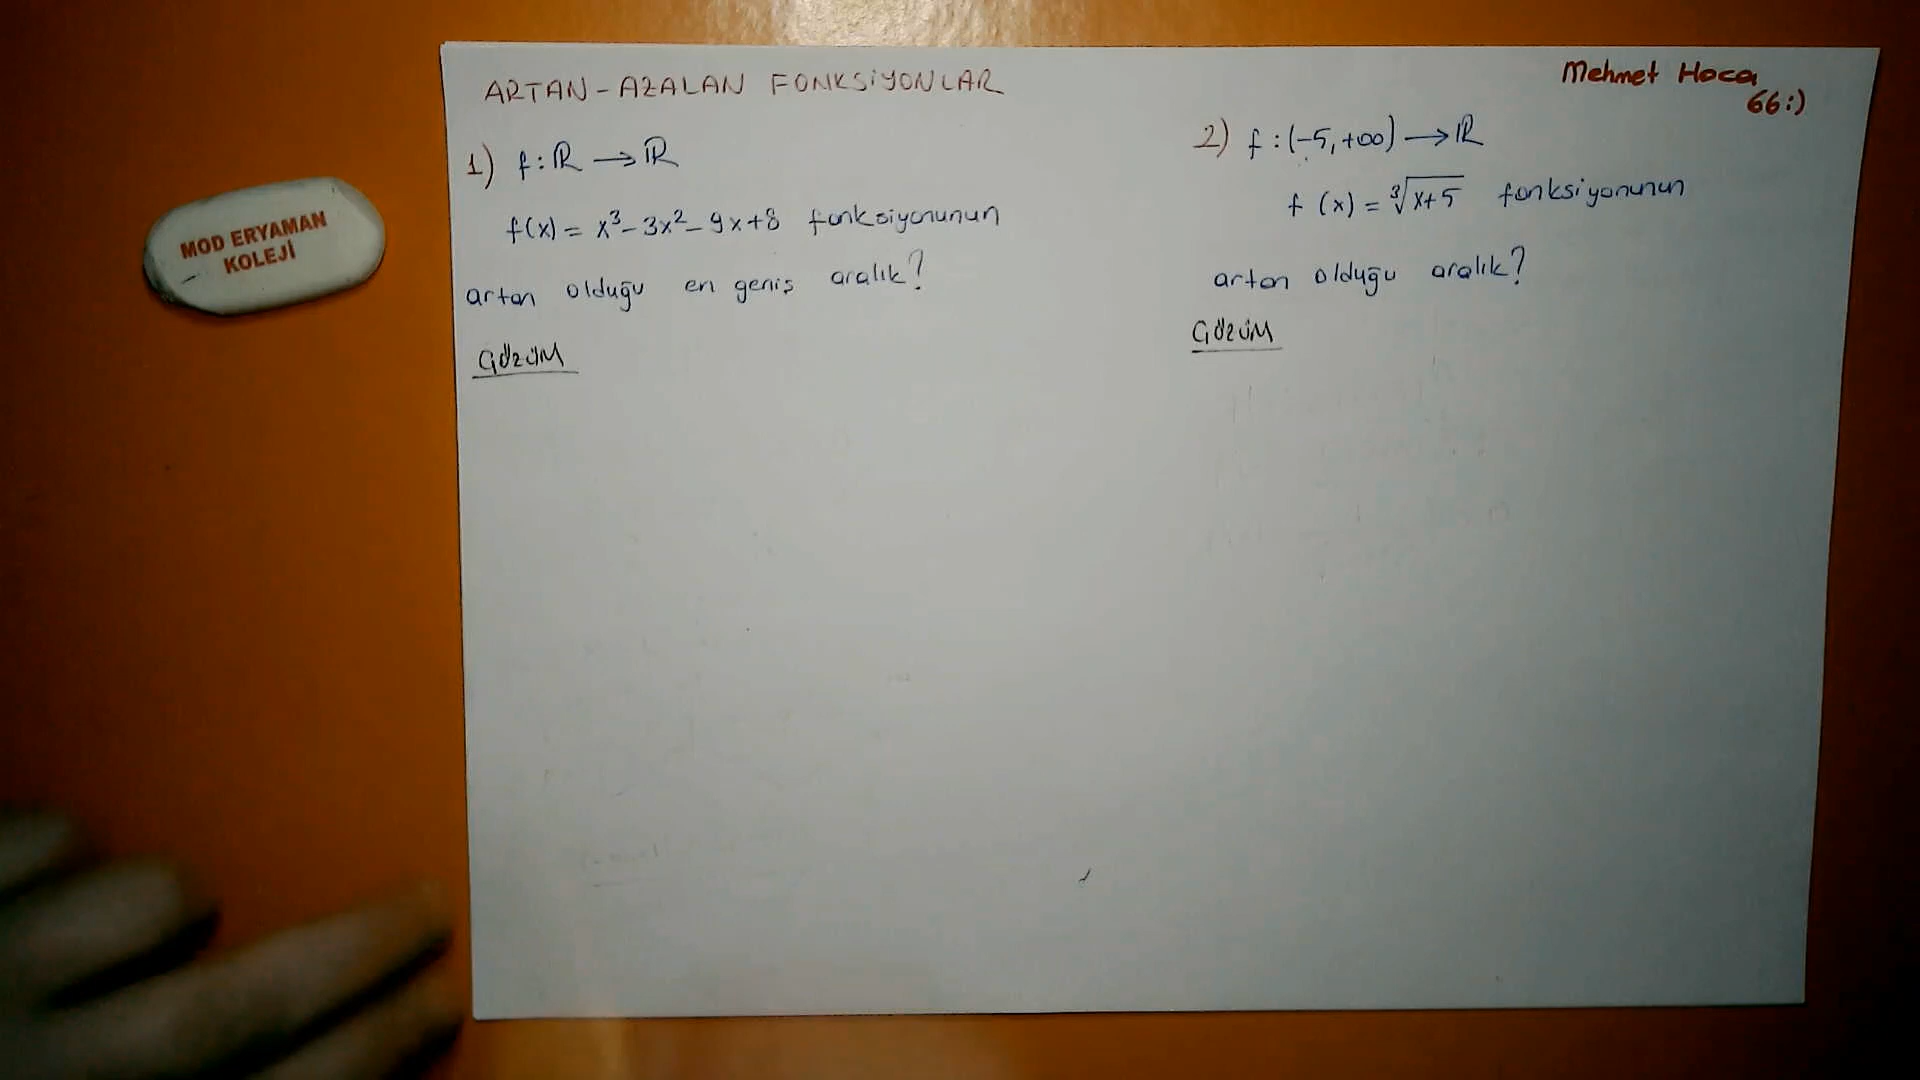 MOD ERYAMAN
KOLEJİ
ARTAN-AZALAN FONKSİYONLAR
Mehmet Hoca
66:)
1) f: ℝ → ℝ
f(x) = x³ - 3x² - 9x + 8 fonksiyonunun
artan olduğu en geniş aralık?
ÇÖZÜM
2) f: (-5, +∞) → ℝ
f (x) = ∛x+5 fonksiyonunun
artan olduğu aralık?
ÇÖZÜM